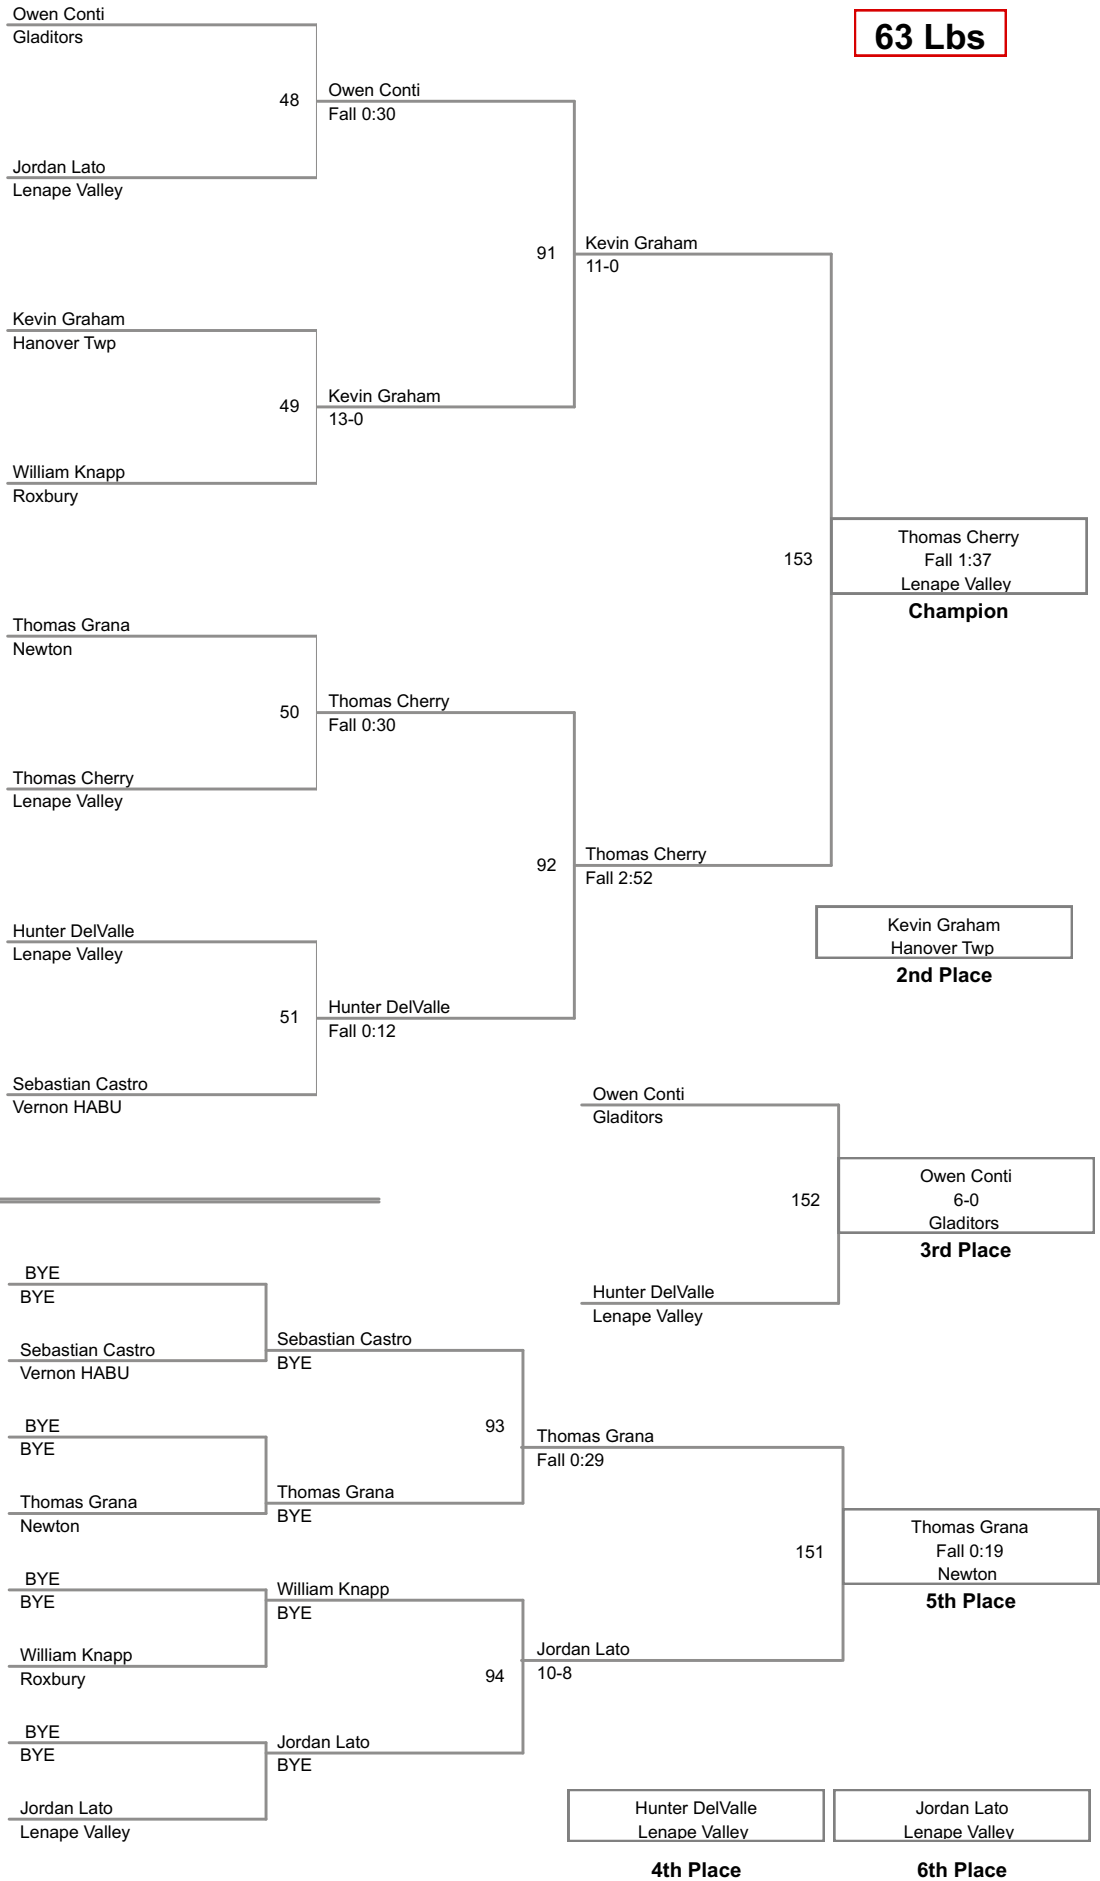 63 Lbs
Owen Conti
Gladitors
48
Owen Conti
Fall 0:30
Jordan Lato
Lenape Valley
91
Kevin Graham
11-0
Kevin Graham
Hanover Twp
49
Kevin Graham
13-0
William Knapp
Roxbury
153
Thomas Cherry
Fall 1:37
Lenape Valley
Champion
Thomas Grana
Newton
50
Thomas Cherry
Fall 0:30
Thomas Cherry
Lenape Valley
92
Thomas Cherry
Fall 2:52
Hunter DelValle
Lenape Valley
51
Hunter DelValle
Fall 0:12
Sebastian Castro
Vernon HABU
Kevin Graham
Hanover Twp
2nd Place
Owen Conti
Gladitors
152
Owen Conti
6-0
Gladitors
3rd Place
Hunter DelValle
Lenape Valley
BYE
BYE
Sebastian Castro
Vernon HABU
Sebastian Castro
BYE
BYE
BYE
93
Thomas Grana
Fall 0:29
Thomas Grana
Newton
Thomas Grana
BYE
151
Thomas Grana
Fall 0:19
Newton
5th Place
BYE
BYE
William Knapp
BYE
William Knapp
Roxbury
94
Jordan Lato
10-8
BYE
BYE
Jordan Lato
BYE
Jordan Lato
Lenape Valley
Hunter DelValle
Lenape Valley
4th Place
Jordan Lato
Lenape Valley
6th Place